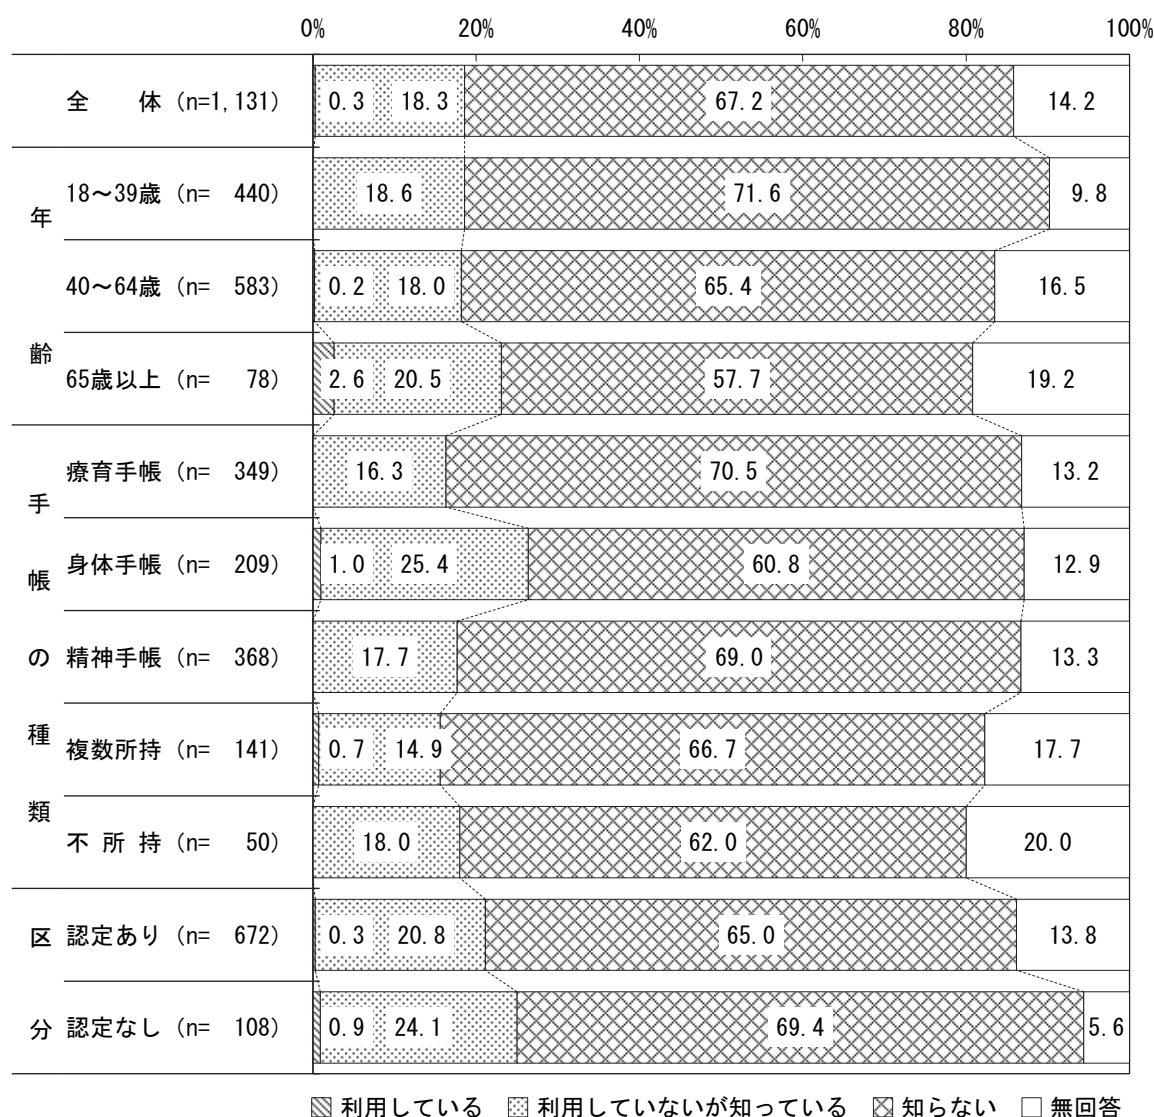 0% 20% 40% 60% 80% 100%
全 体 (n=1,131) 0.3 18.3 67.2 14.2
年齢
18～39歳 (n= 440) 18.6 71.6 9.8
40～64歳 (n= 583) 0.2 18.0 65.4 16.5
65歳以上 (n= 78) 2.6 20.5 57.7 19.2
手帳の種類
療育手帳 (n= 349) 16.3 70.5 13.2
身体手帳 (n= 209) 1.0 25.4 60.8 12.9
精神手帳 (n= 368) 17.7 69.0 13.3
複数所持 (n= 141) 0.7 14.9 66.7 17.7
不 所 持 (n= 50) 18.0 62.0 20.0
区分
認定あり (n= 672) 0.3 20.8 65.0 13.8
認定なし (n= 108) 0.9 24.1 69.4 5.6
利用している 利用していないが知っている 知らない 無回答